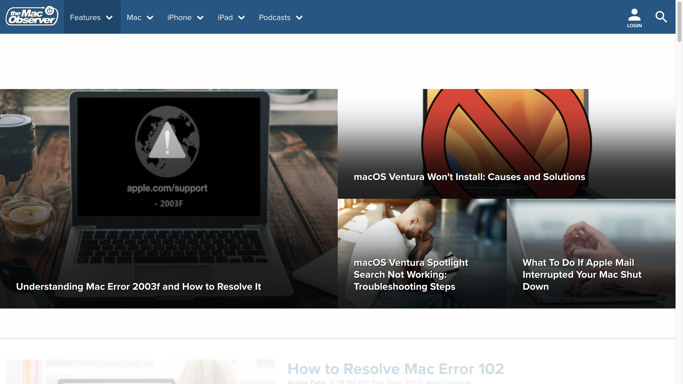 the Mac Observer
Features
Mac
iPhone
iPad
Podcasts
LOGIN
apple.com/support
- 2003F
Understanding Mac Error 2003f and How to Resolve It
macOS Ventura Won't Install: Causes and Solutions
macOS Ventura Spotlight
Search Not Working:
Troubleshooting Steps
What To Do If Apple Mail
Interrupted Your Mac Shut
Down
How to Resolve Mac Error 102